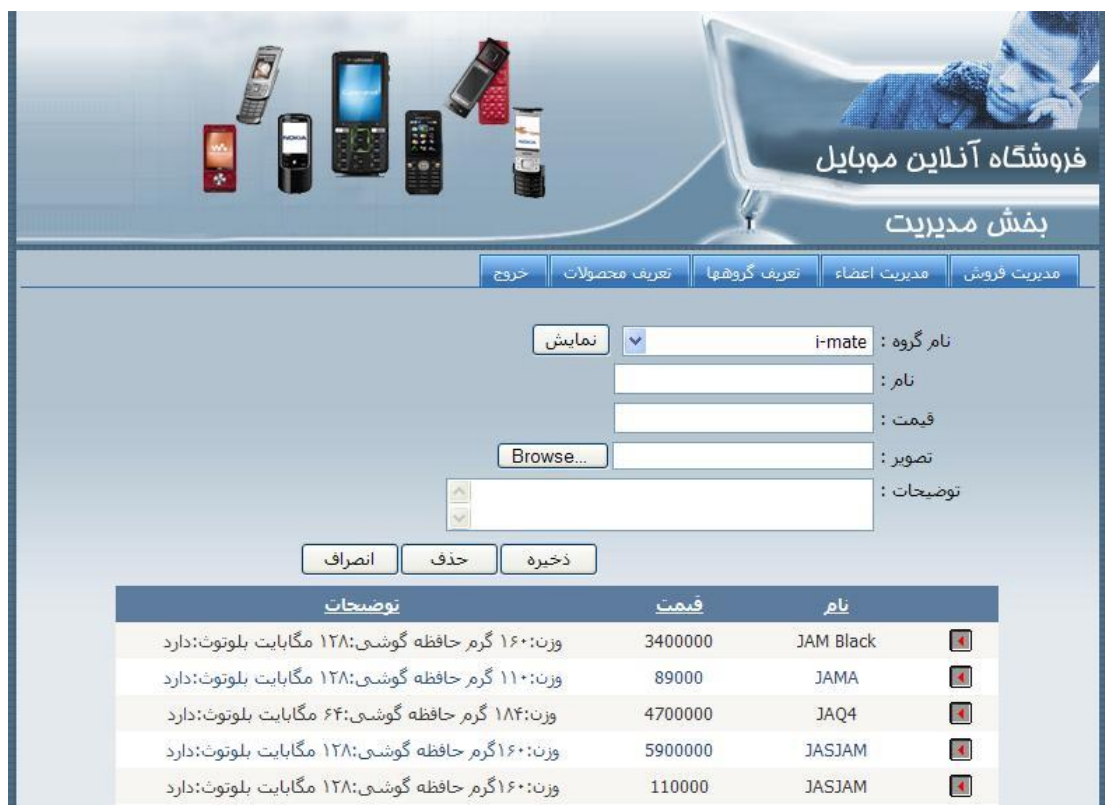 فروشگاه آنلاین موبایل
بخش مدیریت
مدیریت فروش مدیریت اعضاء تعریف گروهها تعریف محصولات خروج
نام گروه : i-mate نمایش
نام :
قیمت :
تصویر : Browse...
توضیحات :
ذخیره حذف انصراف
نام قیمت توضیحات
JAM Black 3400000 وزن:۱۶۰ گرم حافظه گوشی:۱۲۸ مگابایت بلوتوث:دارد
JAMA 89000 وزن:۱۱۰ گرم حافظه گوشی:۱۲۸ مگابایت بلوتوث:دارد
JAQ4 4700000 وزن:۱۸۴ گرم حافظه گوشی:۶۴ مگابایت بلوتوث:دارد
JASJAM 5900000 وزن:۱۶۰گرم حافظه گوشی:۱۲۸ مگابایت بلوتوث:دارد
JASJAM 110000 وزن:۱۶۰گرم حافظه گوشی:۱۲۸ مگابایت بلوتوث:دارد